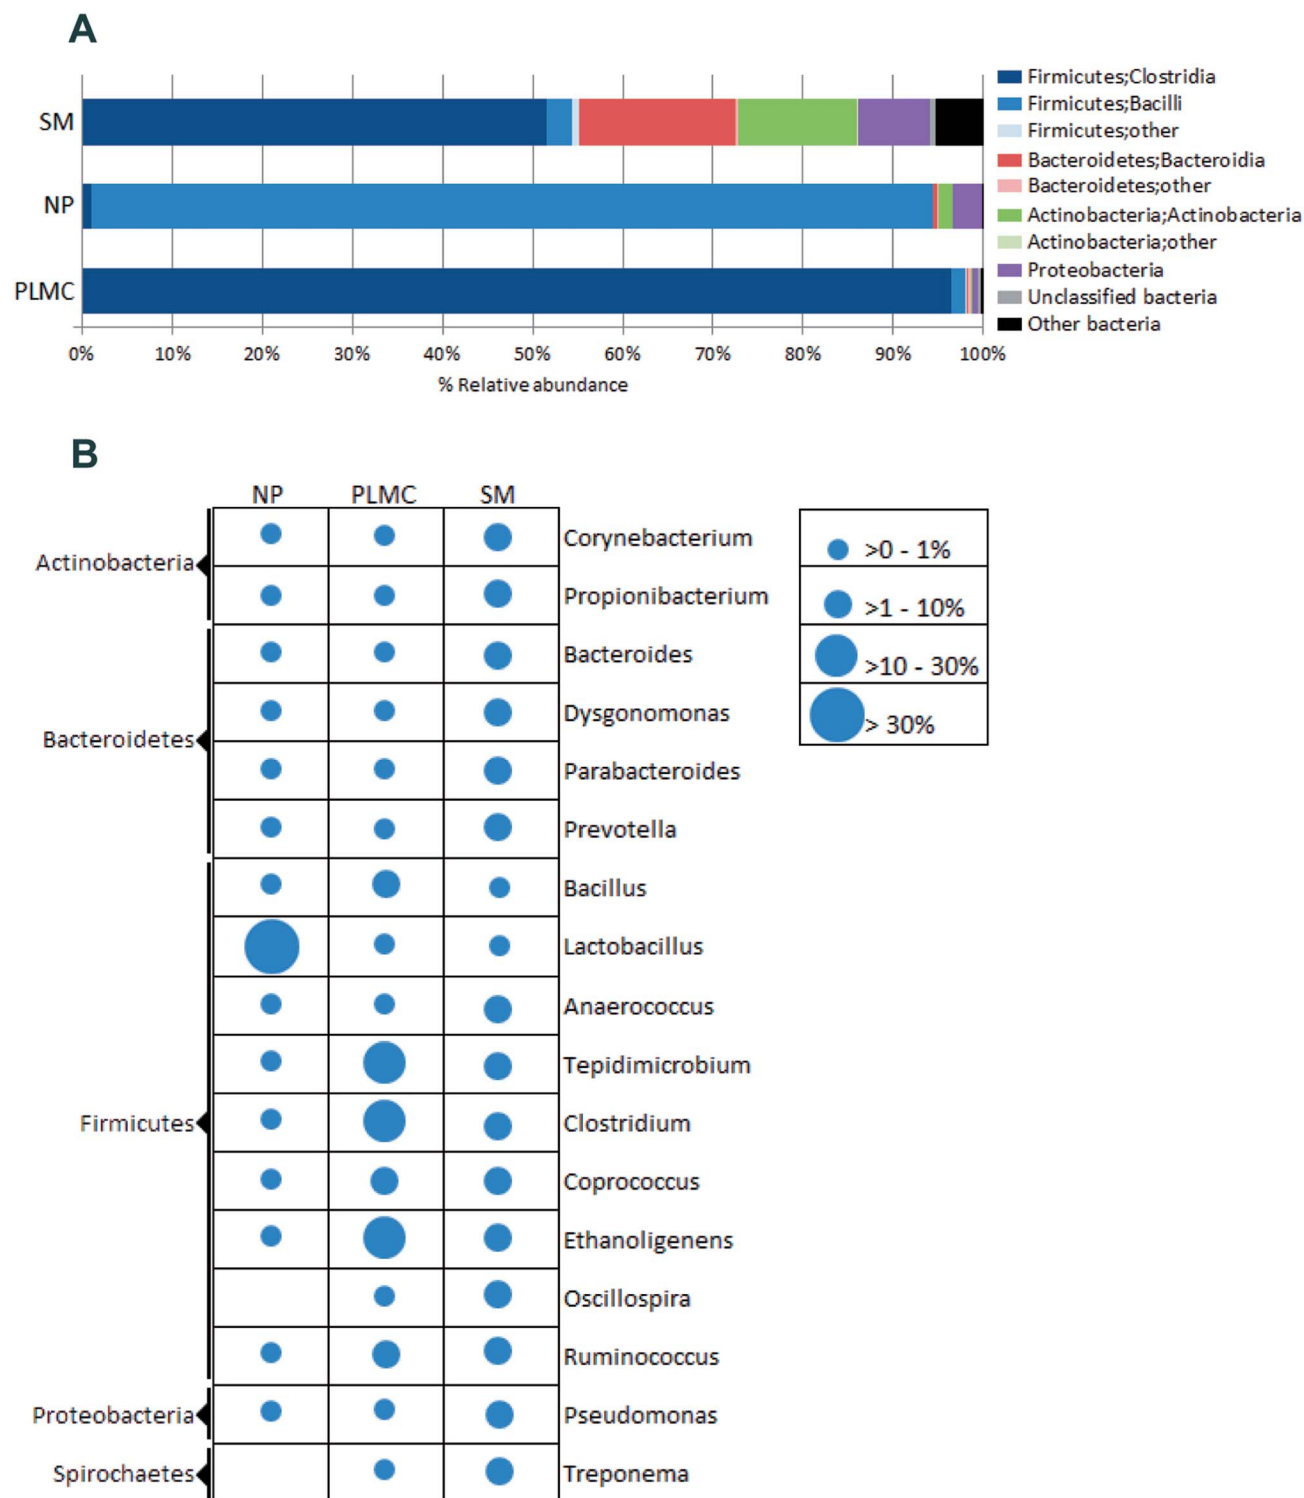 A
SM
NP
PLMC
0% 10% 20% 30% 40% 50% 60% 70% 80% 90% 100%
% Relative abundance
Firmicutes;Clostridia
Firmicutes;Bacilli
Firmicutes;other
Bacteroidetes;Bacteroidia
Bacteroidetes;other
Actinobacteria;Actinobacteria
Actinobacteria;other
Proteobacteria
Unclassified bacteria
Other bacteria
B
NP PLMC SM
Actinobacteria
Bacteroidetes
Firmicutes
Proteobacteria
Spirochaetes
Corynebacterium
Propionibacterium
Bacteroides
Dysgonomonas
Parabacteroides
Prevotella
Bacillus
Lactobacillus
Anaerococcus
Tepidimicrobium
Clostridium
Coprococcus
Ethanoligenens
Oscillospira
Ruminococcus
Pseudomonas
Treponema
>0 - 1%
>1 - 10%
>10 - 30%
> 30%